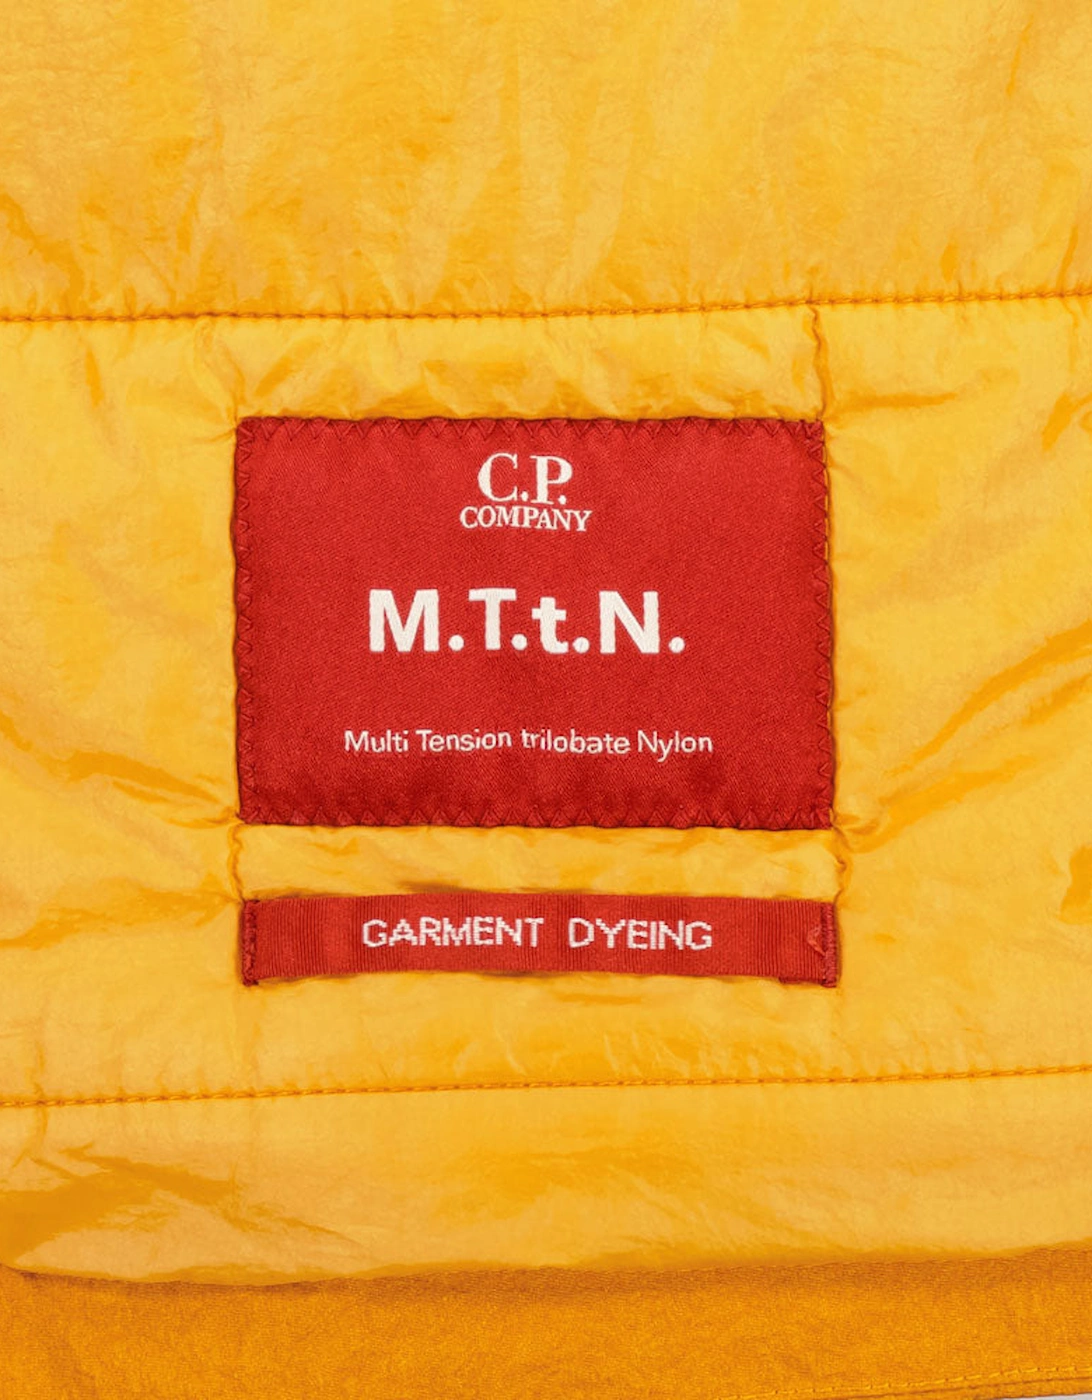 C.P.
COMPANY
M.T.t.N.
Multi Tension trilobate Nylon
GARMENT DYEING